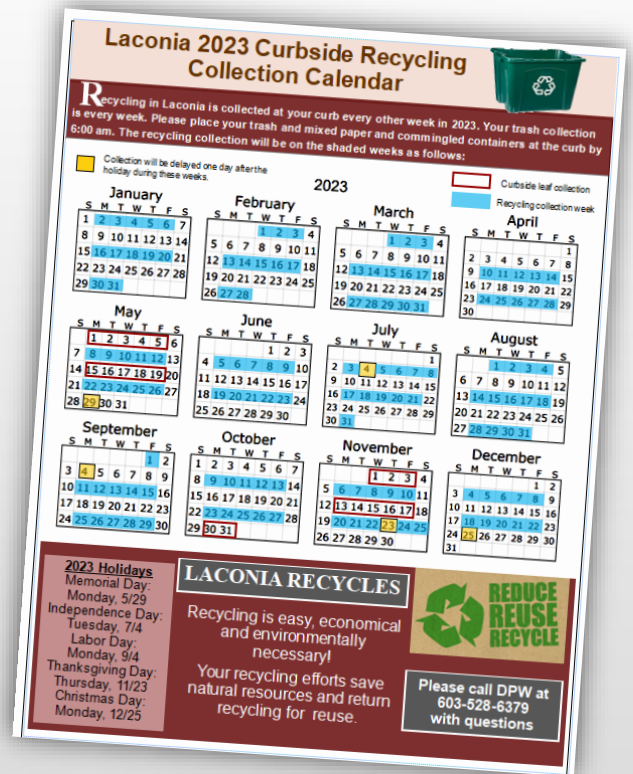 Laconia 2023 Curbside Recycling
Collection Calendar
Recycling in Laconia is collected at your curb every other week in 2023. Your trash collection
is every week. Please place your trash and mixed paper and commingled containers at the curb by
6:00 am. The recycling collection will be on the shaded weeks as follows:
Collection will be delayed one day after the
holiday during these weeks.
2023
Curbside leaf collection
Recycling collection week
January
S M T W T F S
1 2 3 4 5 6 7
8 9 10 11 12 13 14
15 16 17 18 19 20 21
22 23 24 25 26 27 28
29 30 31
February
S M T W T F S
1 2 3 4
5 6 7 8 9 10 11
12 13 14 15 16 17 18
19 20 21 22 23 24 25
26 27 28
March
S M T W T F S
1 2 3 4
5 6 7 8 9 10 11
12 13 14 15 16 17 18
19 20 21 22 23 24 25
26 27 28 29 30 31
April
S M T W T F S
1
2 3 4 5 6 7 8
9 10 11 12 13 14 15
16 17 18 19 20 21 22
23 24 25 26 27 28 29
30
May
S M T W T F S
1 2 3 4 5 6
7 8 9 10 11 12 13
14 15 16 17 18 19 20
21 22 23 24 25 26 27
28 29 30 31
June
S M T W T F S
1 2 3
4 5 6 7 8 9 10
11 12 13 14 15 16 17
18 19 20 21 22 23 24
25 26 27 28 29 30
July
S M T W T F S
1
2 3 4 5 6 7 8
9 10 11 12 13 14 15
16 17 18 19 20 21 22
23 24 25 26 27 28 29
30 31
August
S M T W T F S
1 2 3 4 5
6 7 8 9 10 11 12
13 14 15 16 17 18 19
20 21 22 23 24 25 26
27 28 29 30 31
September
S M T W T F S
1 2
3 4 5 6 7 8 9
10 11 12 13 14 15 16
17 18 19 20 21 22 23
24 25 26 27 28 29 30
October
S M T W T F S
1 2 3 4 5 6 7
8 9 10 11 12 13 14
15 16 17 18 19 20 21
22 23 24 25 26 27 28
29 30 31
November
S M T W T F S
1 2 3 4
5 6 7 8 9 10 11
12 13 14 15 16 17 18
19 20 21 22 23 24 25
26 27 28 29 30
December
S M T W T F S
1 2
3 4 5 6 7 8 9
10 11 12 13 14 15 16
17 18 19 20 21 22 23
24 25 26 27 28 29 30
31
2023 Holidays
Memorial Day:
Monday, 5/29
Independence Day:
Tuesday, 7/4
Labor Day:
Monday, 9/4
Thanksgiving Day:
Thursday, 11/23
Christmas Day:
Monday, 12/25
LACONIA RECYCLES
Recycling is easy, economical
and environmentally
necessary!
Your recycling efforts save
natural resources and return
recycling for reuse.
REDUCE
REUSE
RECYCLE
Please call DPW at
603-528-6379
with questions